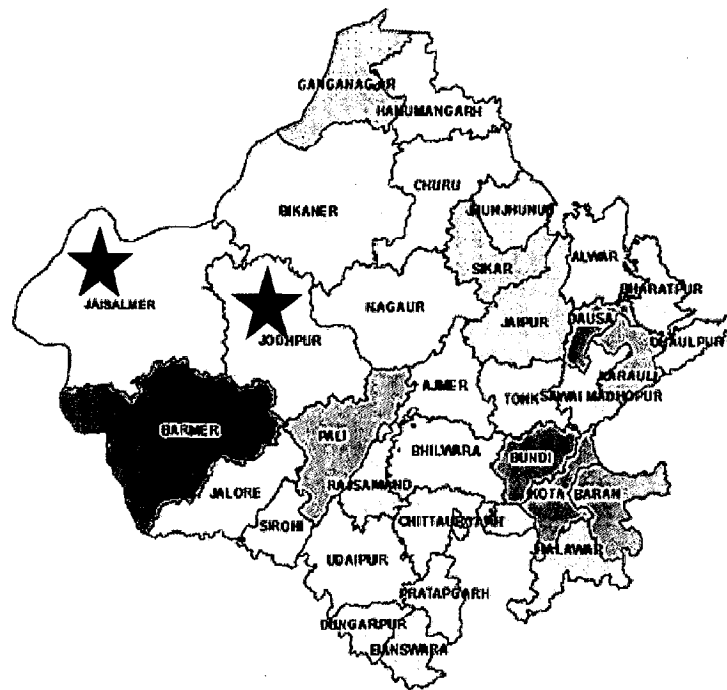 GANGANAGAR
HANUMANGARH
CHURU
BIKANER
JHUNJHUNU
ALWAR
SIKAR
BHARATPUR
JAISALMER
NAGAUR
DAUSA
JAIPUR
JODHPUR
DHAULPUR
KARAULI
AJMER
TONK
SAWAI MADHOPUR
BARMER
PALI
BHILWARA
BUNDI
RAJSAMAND
JALORE
KOTA
BARAN
SIROHI
CHITTAURGARH
JHALAWAR
UDAIPUR
PRATAPGARH
DUNGARPUR
BANSWARA